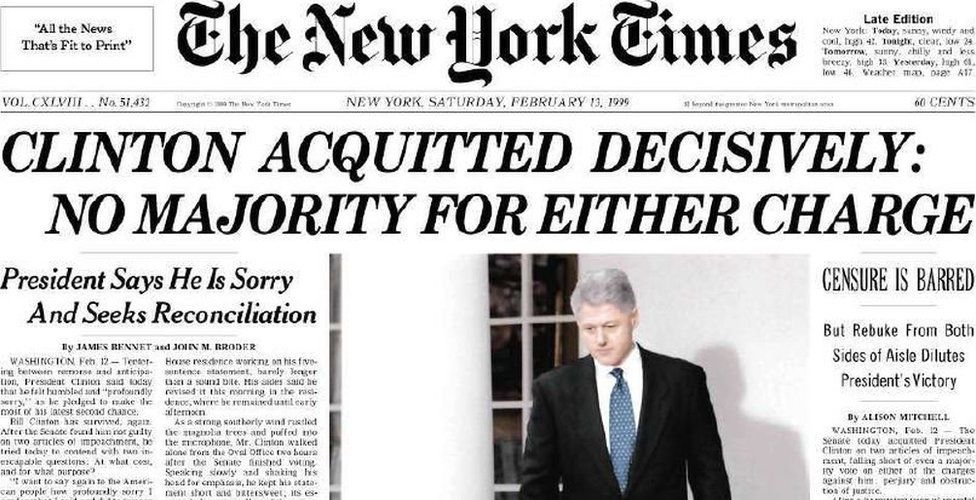 "All the News
That's Fit to Print"
The New York Times
Late Edition
New York: Today, sunny, windy and
cool, high 42. Tonight, clear, low 24.
Tomorrow, sunny, chilly and less
breezy, high 13. Yesterday, high 61,
low 46. Weather map, page A17.
VOL. CXLVIII . . No. 51,432
Copyright © 1999 The New York Times
NEW YORK, SATURDAY, FEBRUARY 13, 1999
60 CENTS
CLINTON ACQUITTED DECISIVELY:
NO MAJORITY FOR EITHER CHARGE
President Says He Is Sorry
And Seeks Reconciliation
By JAMES BENNET and JOHN M. BRODER
WASHINGTON, Feb. 12 — Teeter-
ing between remorse and anticipa-
tion, President Clinton said today
that he felt humbled and "profoundly
sorry," as he pledged to make the
most of his latest second chance.
Bill Clinton has survived, again.
After the Senate found him not guilty
on two articles of impeachment, he
tried today to contend with two in-
escapable questions: At what cost,
and for what purpose?
"I want to say again to the Ameri-
can people how profoundly sorry I
House residence working on his five-
sentence statement, barely longer
than a sound bite. His aides said he
revised it this morning in the resi-
dence, where he remained until early
afternoon.
As a strong southerly wind rustled
the magnolia trees and puffed into
the microphone, Mr. Clinton walked
alone from the Oval Office two hours
after the Senate finished voting.
Speaking slowly and shaking his
head for emphasis, he kept his state-
ment short and bittersweet; its es-
CENSURE IS BARRED
But Rebuke From Both
Sides of Aisle Dilutes
President's Victory
By ALISON MITCHELL
WASHINGTON, Feb. 12 — The
Senate today acquitted President
Clinton on two articles of impeach-
ment, falling short of even a major-
ity vote on either of the charges
against him: perjury and obstruc-
tion of justice.